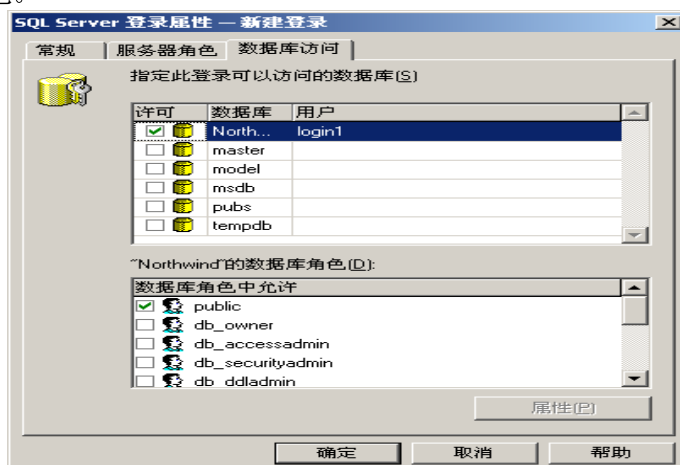 SQL Server 登录属性 — 新建登录
常规 服务器角色 数据库访问
指定此登录可以访问的数据库(S)
许可 数据库 用户
North... login1
master
model
msdb
pubs
tempdb
"Northwind"的数据库角色(D):
数据库角色中允许
public
db_owner
db_accessadmin
db_securityadmin
db_ddladmin
属性(P)
确定 取消 帮助